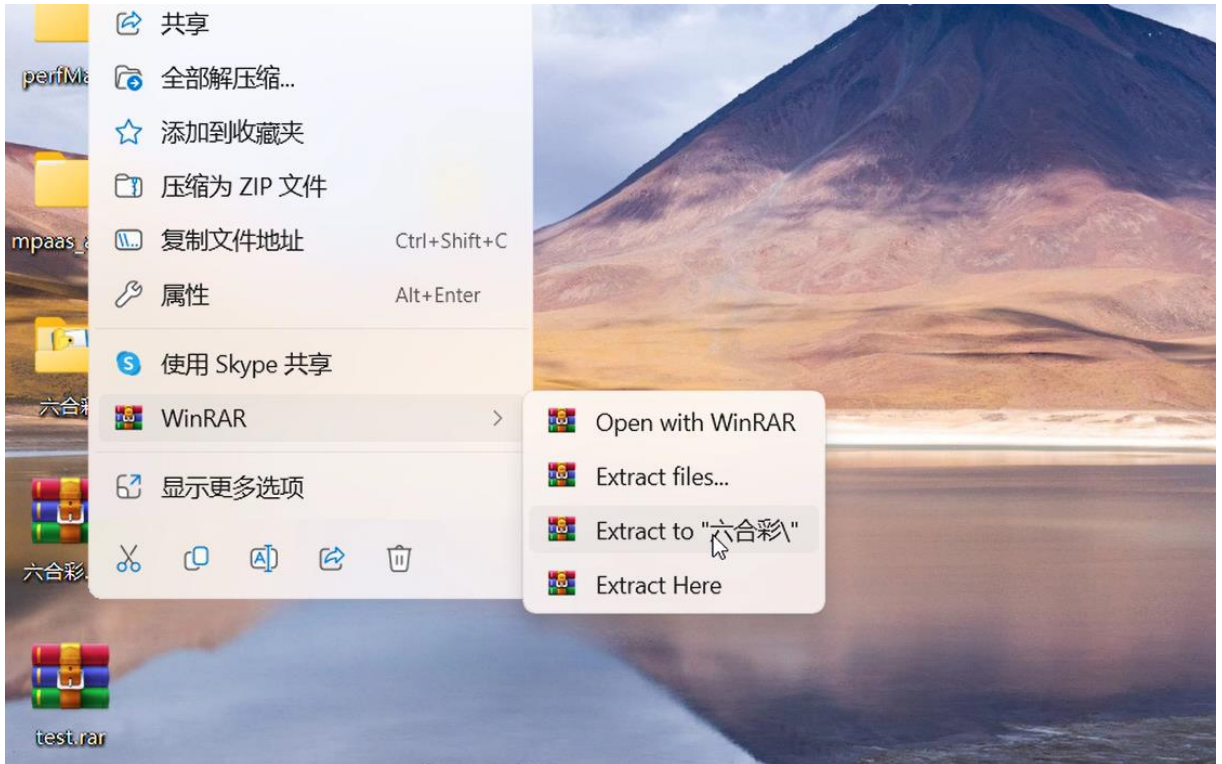 共享
全部解压缩...
添加到收藏夹
压缩为 ZIP 文件
复制文件地址 Ctrl+Shift+C
属性 Alt+Enter
使用 Skype 共享
WinRAR
显示更多选项
Open with WinRAR
Extract files...
Extract to "六合彩\"
Extract Here
perfMa
mpaas_
六合彩
六合彩.
test.rar